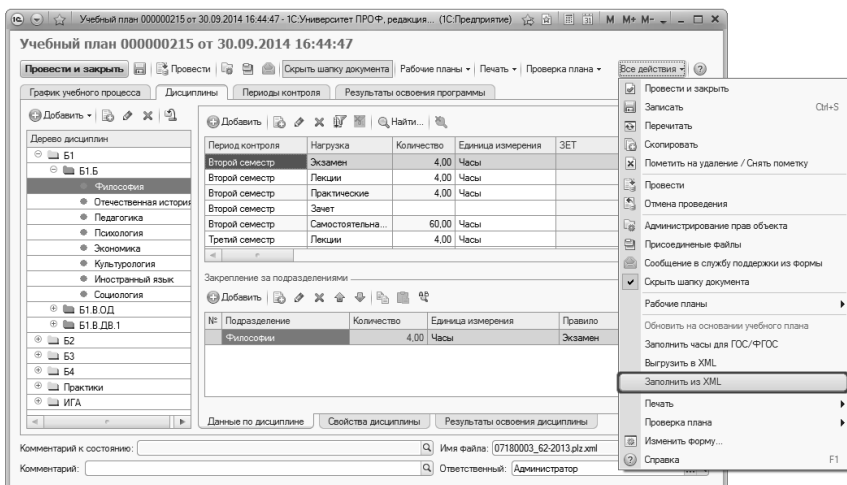 Учебный план 000000215 от 30.09.2014 16:44:47 - 1С:Университет ПРОФ, редакция... (1С:Предприятие) M M+ M-
Учебный план 000000215 от 30.09.2014 16:44:47
Провести и закрыть Провести Скрыть шапку документа Рабочие планы Печать Проверка плана Все действия
График учебного процесса Дисциплины Периоды контроля Результаты освоения программы
Добавить
Дерево дисциплин
Б1
Б1.Б
Философия
Отечественная история
Педагогика
Психология
Экономика
Культурология
Иностранный язык
Социология
Б1.В.ОД
Б1.В.ДВ.1
Б2
Б3
Б4
Практики
ИГА
Добавить Найти...
Период контроля Нагрузка Количество Единица измерения ЗЕТ
Второй семестр Экзамен 4,00 Часы
Второй семестр Лекции 4,00 Часы
Второй семестр Практические 4,00 Часы
Второй семестр Зачет
Второй семестр Самостоятельна... 60,00 Часы
Третий семестр Лекции 4,00 Часы
Закрепление за подразделениями
Добавить
№ Подразделение Количество Единица измерения Правило
Философии 4,00 Часы Экзамен
Данные по дисциплине Свойства дисциплины Результаты освоения дисциплины
Комментарий к состоянию: Имя файла: 07180003_62-2013.plz.xml
Комментарий: Ответственный: Администратор
Провести и закрыть
Записать Ctrl+S
Перечитать
Скопировать
Пометить на удаление / Снять пометку
Провести
Отмена проведения
Администрирование прав объекта
Присоединеные файлы
Сообщение в службу поддержки из формы
Скрыть шапку документа
Рабочие планы
Обновить на основании учебного плана
Заполнить часы для ГОС/ФГОС
Выгрузить в XML
Заполнить из XML
Печать
Проверка плана
Изменить форму...
Справка F1